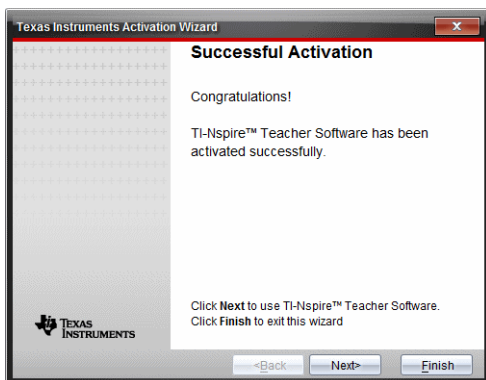 Texas Instruments Activation Wizard
Successful Activation
Congratulations!
TI-Nspire™ Teacher Software has been
activated successfully.
Click Next to use TI-Nspire™ Teacher Software.
Click Finish to exit this wizard
TEXAS
INSTRUMENTS
<Back Next> Finish